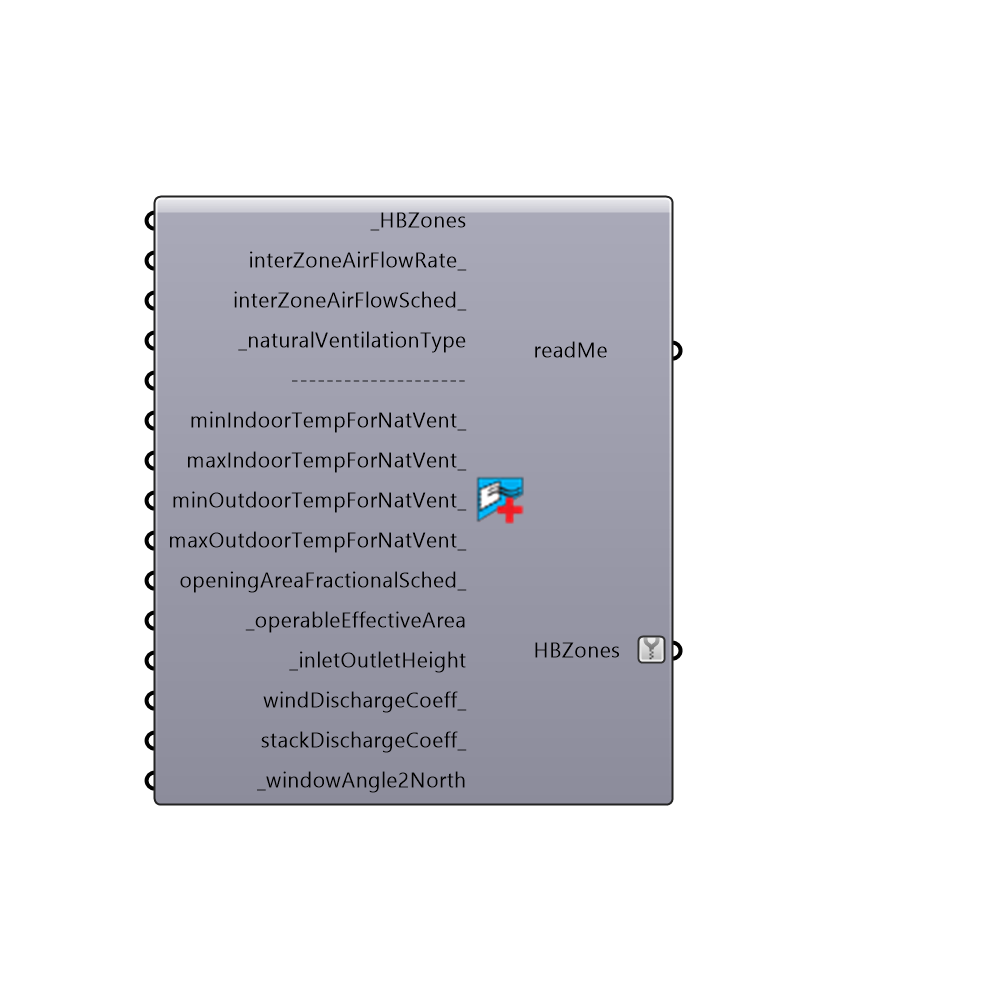 _HBZones
interZoneAirFlowRate_
interZoneAirFlowSched_
_naturalVentilationType
--------------------
minIndoorTempForNatVent_
maxIndoorTempForNatVent_
minOutdoorTempForNatVent_
maxOutdoorTempForNatVent_
openingAreaFractionalSched_
_operableEffectiveArea
_inletOutletHeight
windDischargeCoeff_
stackDischargeCoeff_
_windowAngle2North
readMe
HBZones